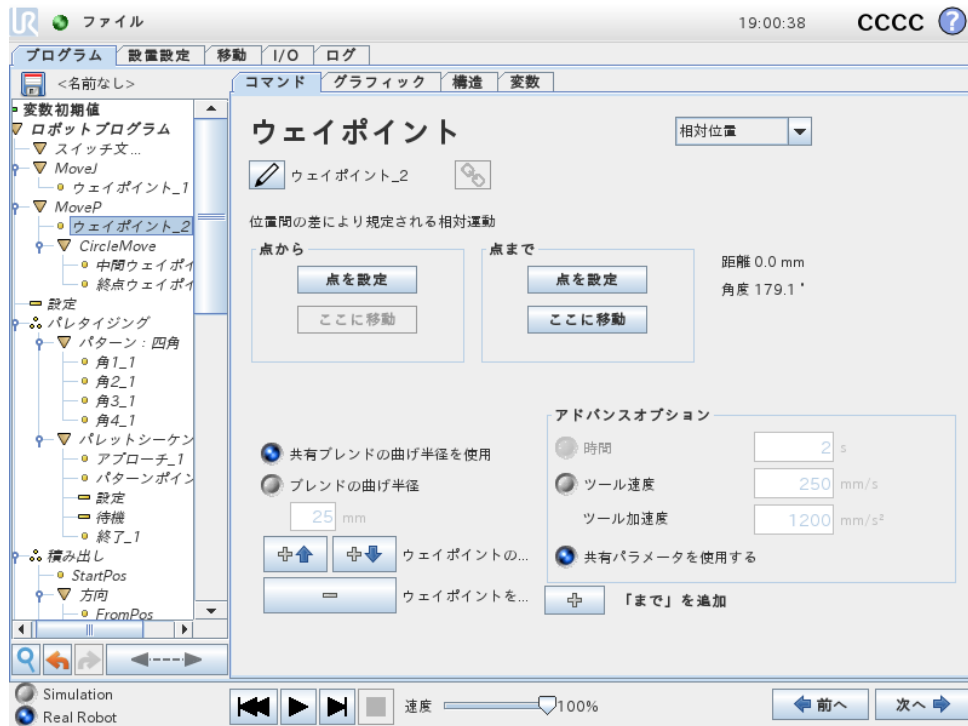 UR ファイル 19:00:38 CCCC ?
プログラム 設置設定 移動 I/O ログ
<名前なし>
変数初期値
ロボットプログラム
スイッチ文...
MoveJ
ウェイポイント_1
MoveP
ウェイポイント_2
CircleMove
中間ウェイポイ
終点ウェイポイ
設定
パレタイジング
パターン：四角
角1_1
角2_1
角3_1
角4_1
パレットシーケン
アプローチ_1
パターンポイン
設定
待機
終了_1
積み出し
StartPos
方向
FromPos
コマンド グラフィック 構造 変数
ウェイポイント
相対位置
ウェイポイント_2
位置間の差により規定される相対運動
点から
点を設定
ここに移動
点まで
点を設定
ここに移動
距離 0.0 mm
角度 179.1 °
共有ブレンドの曲げ半径を使用
ブレンドの曲げ半径
25 mm
ウェイポイントの...
ウェイポイントを...
アドバンスオプション
時間 2 s
ツール速度 250 mm/s
ツール加速度 1200 mm/s²
共有パラメータを使用する
「まで」を追加
Simulation
Real Robot
速度 100%
前へ 次へ